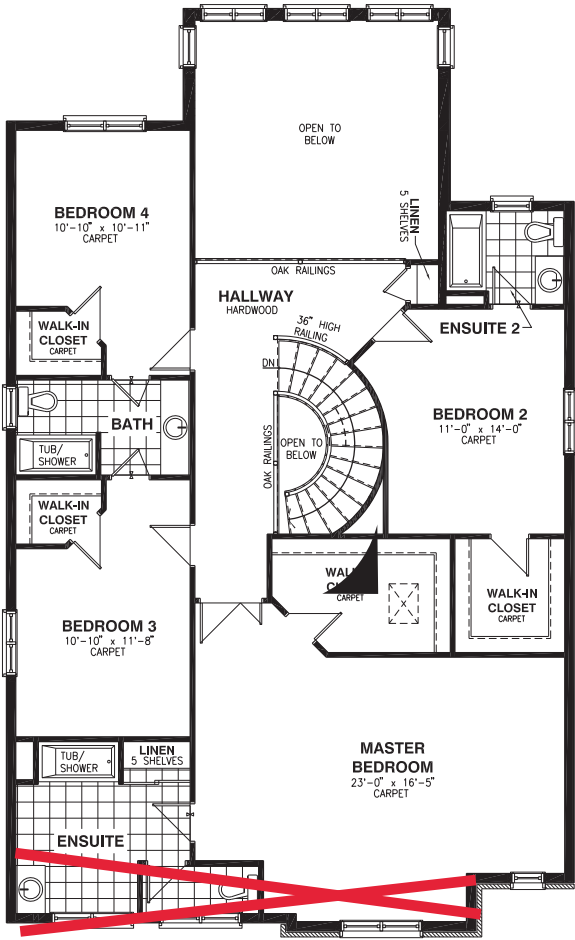 OPEN TO
BELOW
LINEN
5 SHELVES
BEDROOM 4
10'-10" x 10'-11"
CARPET
OAK RAILINGS
HALLWAY
HARDWOOD
36" HIGH
RAILING
ENSUITE 2
WALK-IN
CLOSET
CARPET
DN
BEDROOM 2
11'-0" x 14'-0"
CARPET
BATH
OPEN TO
BELOW
TUB/
SHOWER
OAK RAILINGS
WALK-IN
CLOSET
CARPET
WAL
CARPET
WALK-IN
CLOSET
CARPET
X
BEDROOM 3
10'-10" x 11'-8"
CARPET
TUB/
SHOWER
LINEN
5 SHELVES
MASTER
BEDROOM
23'-0" x 16'-5"
CARPET
ENSUITE